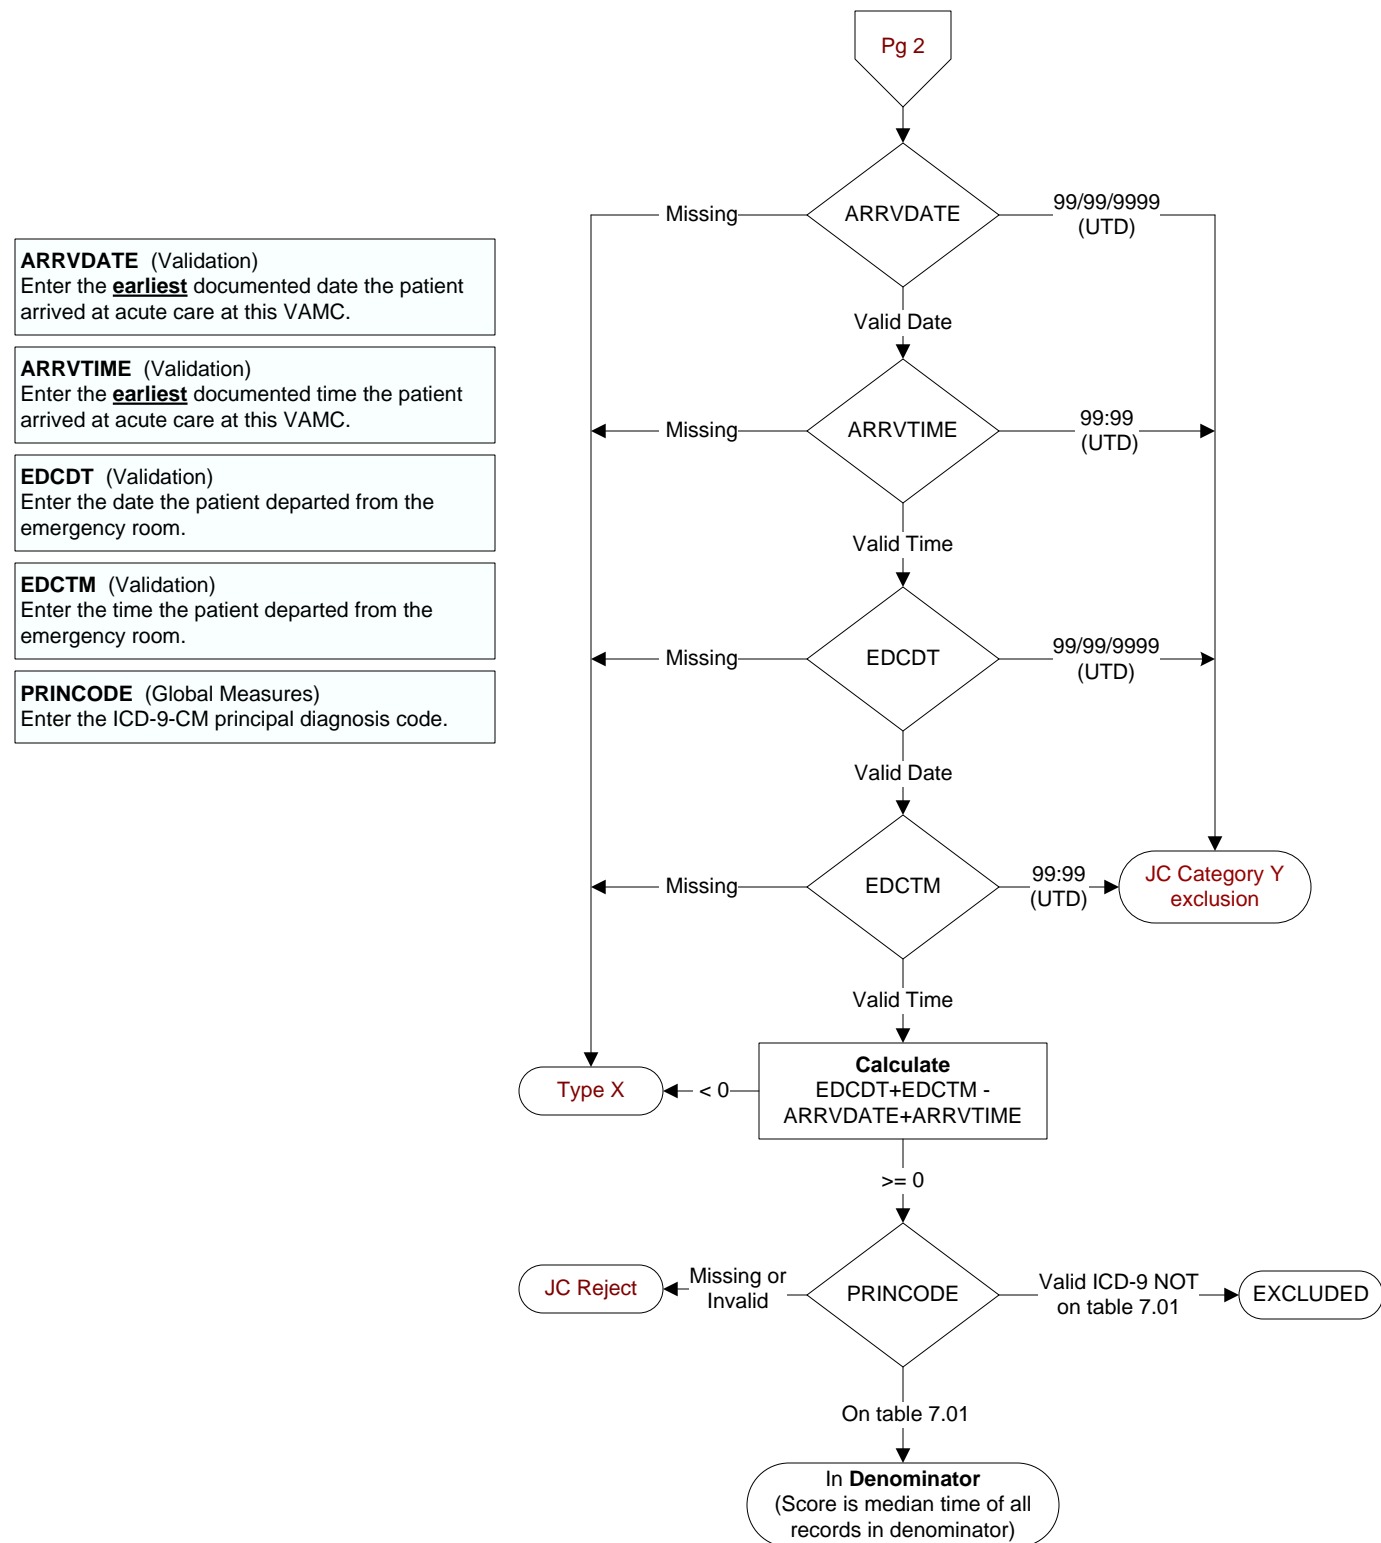 Pg 2
ARRVDATE (Validation)
Enter the earliest documented date the patient
arrived at acute care at this VAMC.
ARRVTIME (Validation)
Enter the earliest documented time the patient
arrived at acute care at this VAMC.
EDCDT (Validation)
Enter the date the patient departed from the
emergency room.
EDCTM (Validation)
Enter the time the patient departed from the
emergency room.
PRINCODE (Global Measures)
Enter the ICD-9-CM principal diagnosis code.
Missing
ARRVDATE
99/99/9999
(UTD)
Valid Date
Missing
ARRVTIME
99:99
(UTD)
Valid Time
Missing
EDCDT
99/99/9999
(UTD)
Valid Date
Missing
EDCTM
99:99
(UTD)
JC Category Y
exclusion
Valid Time
Type X
< 0
Calculate
EDCDT+EDCTM -
ARRVDATE+ARRVTIME
>= 0
JC Reject
Missing or
Invalid
PRINCODE
Valid ICD-9 NOT
on table 7.01
EXCLUDED
On table 7.01
In Denominator
(Score is median time of all
records in denominator)